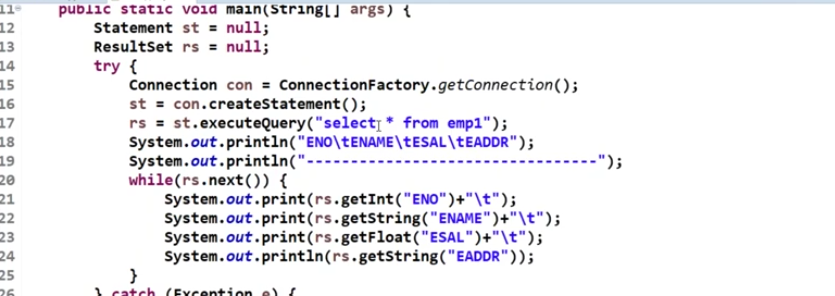 11 public static void main(String[] args) {
12 Statement st = null;
13 ResultSet rs = null;
14 try {
15 Connection con = ConnectionFactory.getConnection();
16 st = con.createStatement();
17 rs = st.executeQuery("select * from emp1");
18 System.out.println("ENO\tENAME\tESAL\tEADDR");
19 System.out.println("---------------------------------");
20 while(rs.next()) {
21 System.out.print(rs.getInt("ENO")+"\t");
22 System.out.print(rs.getString("ENAME")+"\t");
23 System.out.print(rs.getFloat("ESAL")+"\t");
24 System.out.println(rs.getString("EADDR"));
25 }
26 } catch (Exception e) {